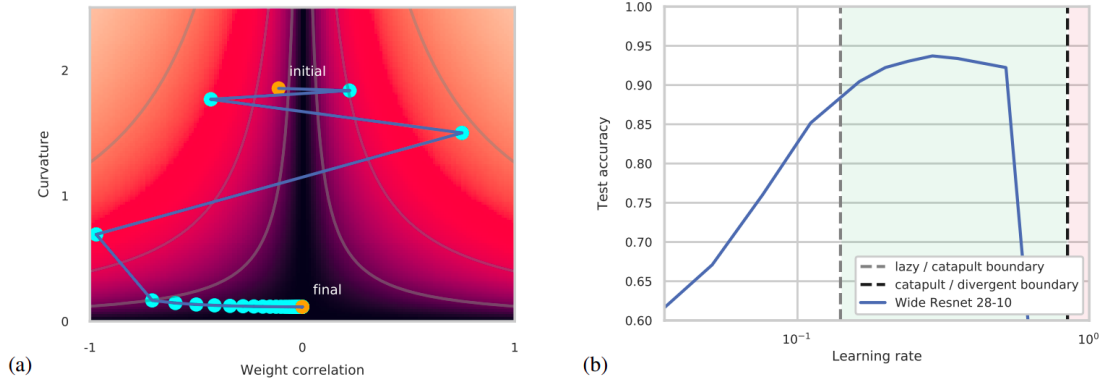 2
1
0
Curvature
initial
final
-1
0
1
Weight correlation
(a)
1.00
0.95
0.90
0.85
0.80
0.75
0.70
0.65
0.60
Test accuracy
lazy / catapult boundary
catapult / divergent boundary
Wide Resnet 28-10
10⁻¹
10⁰
Learning rate
(b)